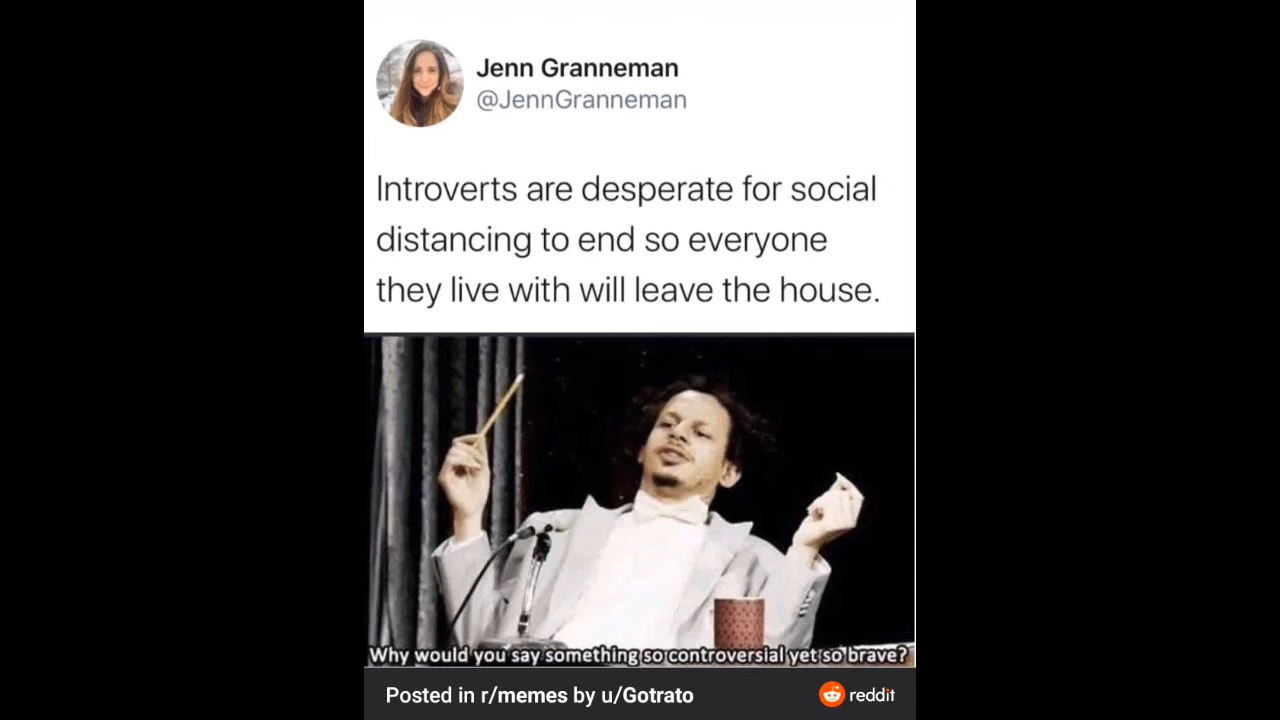 Jenn Granneman
@JennGranneman
Introverts are desperate for social
distancing to end so everyone
they live with will leave the house.
Why would you say something so controversial yet so brave?
Posted in r/memes by u/Gotrato
reddit